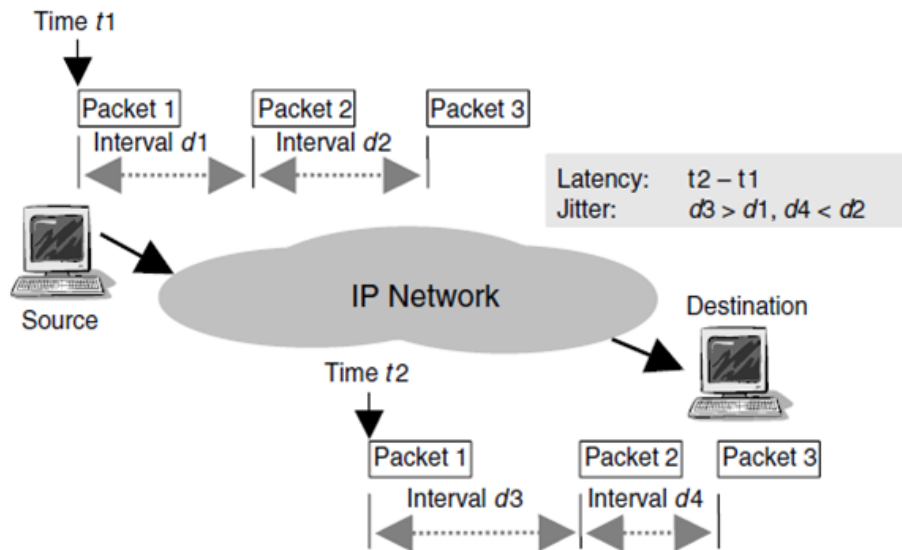 Time t1
Packet 1 Packet 2 Packet 3
Interval d1 Interval d2
Latency: t2 – t1
Jitter: d3 > d1, d4 < d2
IP Network
Source
Destination
Time t2
Packet 1 Packet 2 Packet 3
Interval d3 Interval d4